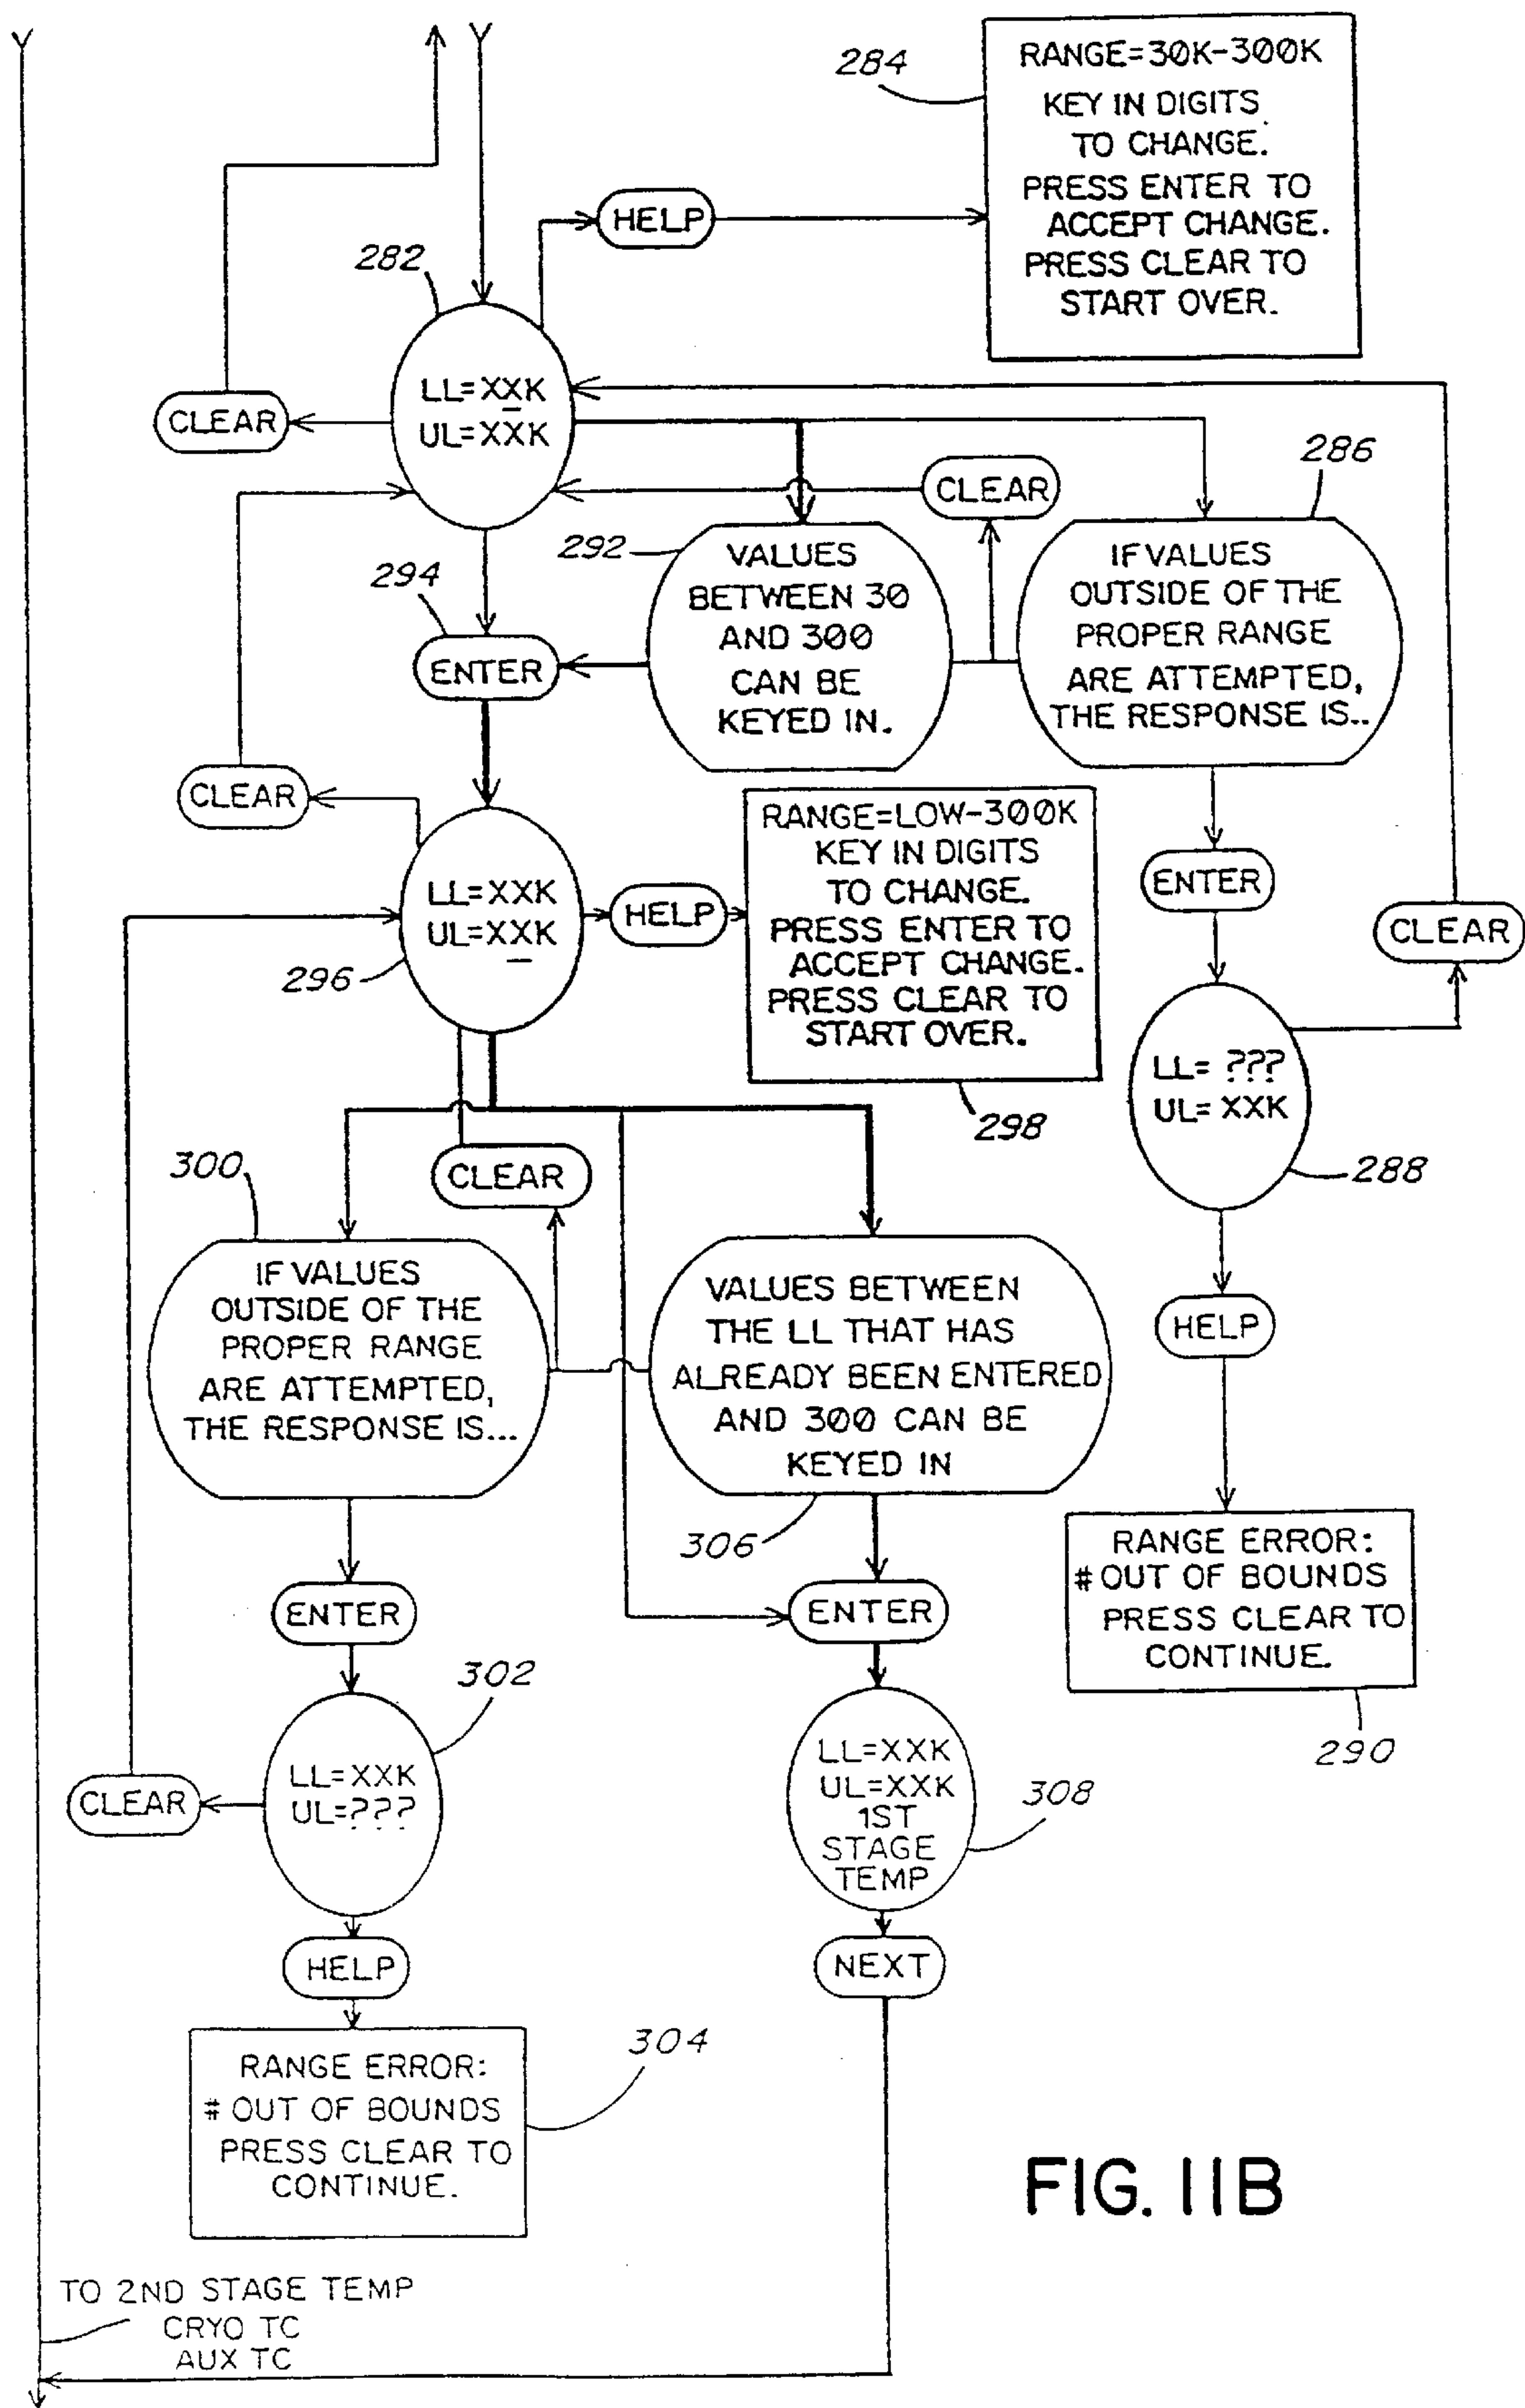 284
RANGE=30K-300K
KEY IN DIGITS
TO CHANGE.
PRESS ENTER TO
ACCEPT CHANGE.
PRESS CLEAR TO
START OVER.
HELP
282
LL=XXK
UL=XXK
CLEAR
286
CLEAR
292
VALUES
BETWEEN 30
AND 300
CAN BE
KEYED IN.
IF VALUES
OUTSIDE OF THE
PROPER RANGE
ARE ATTEMPTED,
THE RESPONSE IS..
294
ENTER
CLEAR
LL=XXK
UL=XXK
296
HELP
RANGE=LOW-300K
KEY IN DIGITS
TO CHANGE.
PRESS ENTER TO
ACCEPT CHANGE.
PRESS CLEAR TO
START OVER.
298
ENTER
CLEAR
LL= ???
UL= XXK
288
CLEAR
300
IF VALUES
OUTSIDE OF THE
PROPER RANGE
ARE ATTEMPTED,
THE RESPONSE IS...
VALUES BETWEEN
THE LL THAT HAS
ALREADY BEEN ENTERED
AND 300 CAN BE
KEYED IN
306
HELP
RANGE ERROR:
# OUT OF BOUNDS
PRESS CLEAR TO
CONTINUE.
290
ENTER
ENTER
302
LL=XXK
UL=???
CLEAR
LL=XXK
UL=XXK
1ST
STAGE
TEMP
308
HELP
NEXT
304
RANGE ERROR:
# OUT OF BOUNDS
PRESS CLEAR TO
CONTINUE.
FIG. 11B
TO 2ND STAGE TEMP
CRYO TC
AUX TC